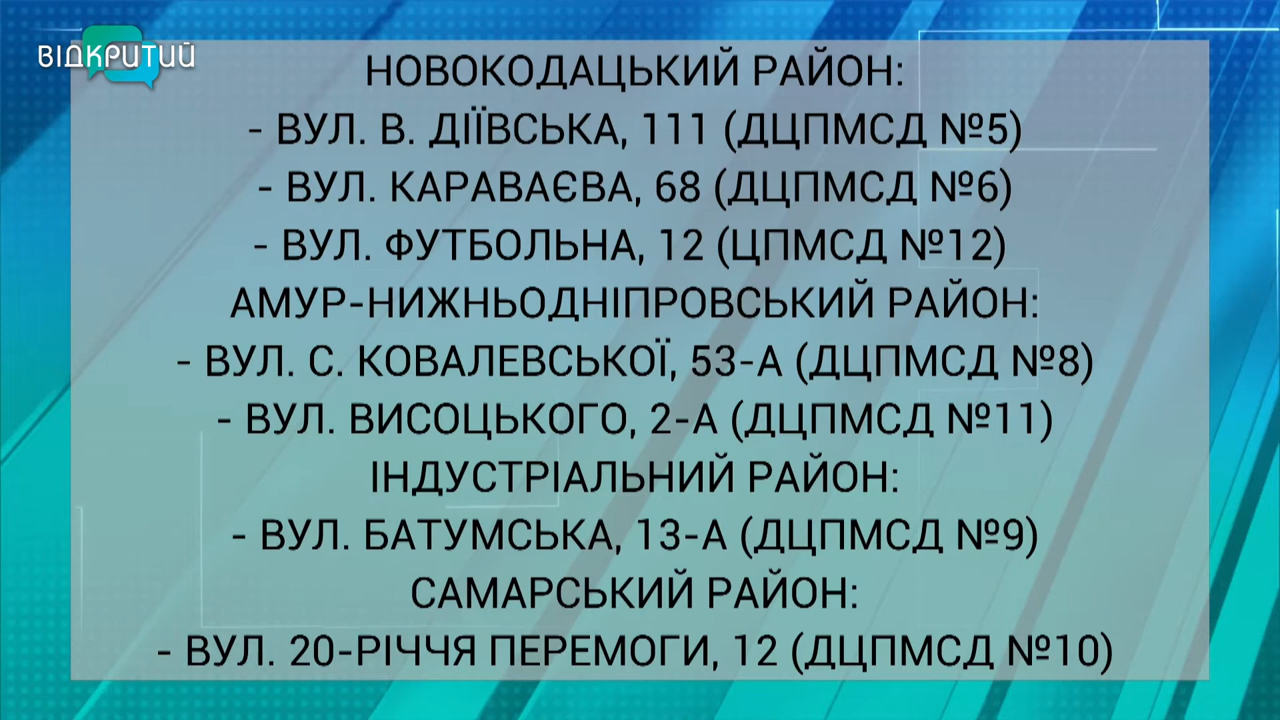 ВІДКРИТИЙ
НОВОКОДАЦЬКИЙ РАЙОН:
- ВУЛ. В. ДІЇВСЬКА, 111 (ДЦПМСД №5)
- ВУЛ. КАРАВАЄВА, 68 (ДЦПМСД №6)
- ВУЛ. ФУТБОЛЬНА, 12 (ЦПМСД №12)
АМУР-НИЖНЬОДНІПРОВСЬКИЙ РАЙОН:
- ВУЛ. С. КОВАЛЕВСЬКОЇ, 53-А (ДЦПМСД №8)
- ВУЛ. ВИСОЦЬКОГО, 2-А (ДЦПМСД №11)
ІНДУСТРІАЛЬНИЙ РАЙОН:
- ВУЛ. БАТУМСЬКА, 13-А (ДЦПМСД №9)
САМАРСЬКИЙ РАЙОН:
- ВУЛ. 20-РІЧЧЯ ПЕРЕМОГИ, 12 (ДЦПМСД №10)